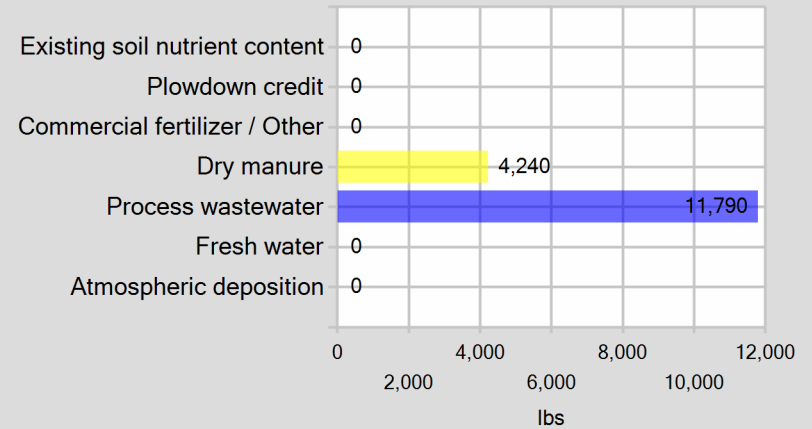 Existing soil nutrient content 0
Plowdown credit 0
Commercial fertilizer / Other 0
Dry manure 4,240
Process wastewater 11,790
Fresh water 0
Atmospheric deposition 0
0 4,000 8,000 12,000
2,000 6,000 10,000
lbs